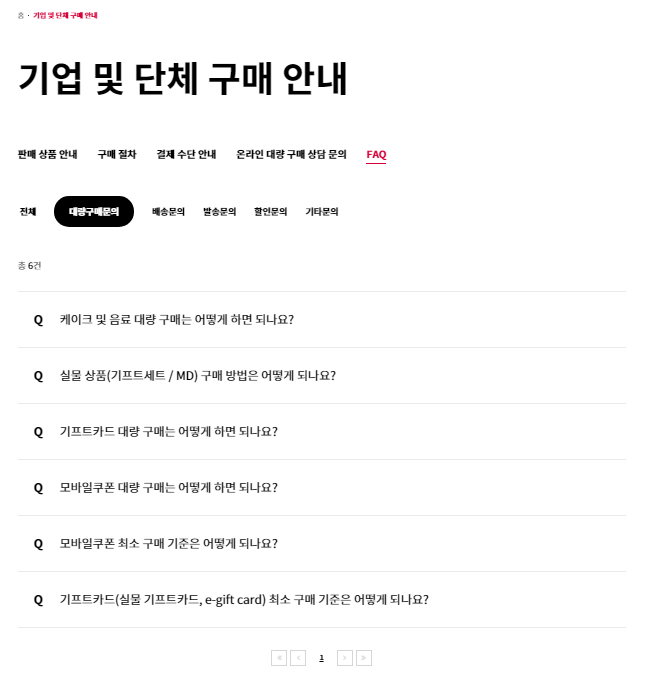 홈 · 기업 및 단체 구매 안내
기업 및 단체 구매 안내
판매 상품 안내 구매 절차 결제 수단 안내 온라인 대량 구매 상담 문의 FAQ
전체 대량구매문의 배송문의 발송문의 할인문의 기타문의
총 6건
Q 케이크 및 음료 대량 구매는 어떻게 하면 되나요?
Q 실물 상품(기프트세트 / MD) 구매 방법은 어떻게 되나요?
Q 기프트카드 대량 구매는 어떻게 하면 되나요?
Q 모바일쿠폰 대량 구매는 어떻게 하면 되나요?
Q 모바일쿠폰 최소 구매 기준은 어떻게 되나요?
Q 기프트카드(실물 기프트카드, e-gift card) 최소 구매 기준은 어떻게 되나요?
« ‹ 1 › »